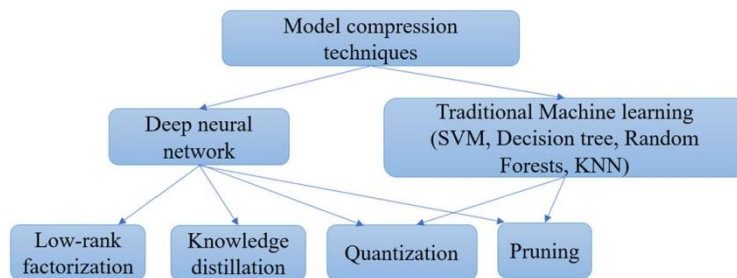 Model compression
techniques
Deep neural
network
Traditional Machine learning
(SVM, Decision tree, Random
Forests, KNN)
Low-rank
factorization
Knowledge
distillation
Quantization
Pruning